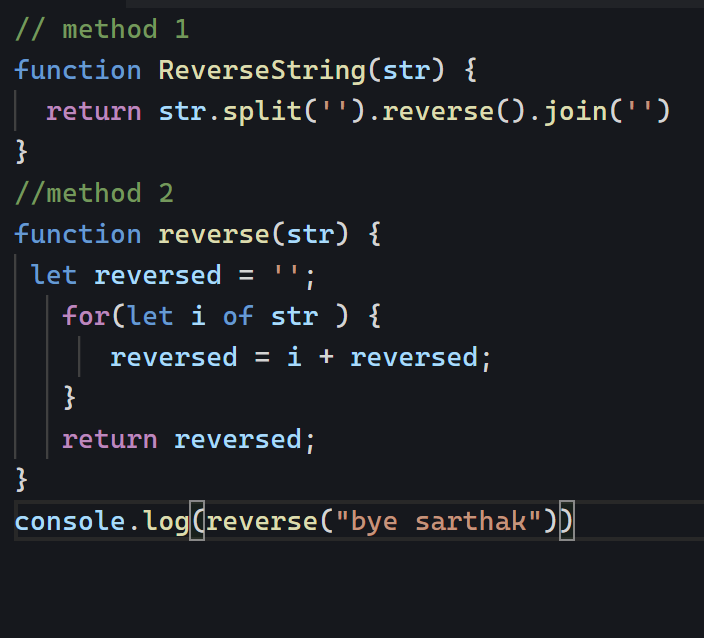 // method 1
function ReverseString(str) {
  return str.split('').reverse().join('')
}
//method 2
function reverse(str) {
 let reversed = '';
   for(let i of str ) {
      reversed = i + reversed;
   }
   return reversed;
}
console.log(reverse("bye sarthak"))